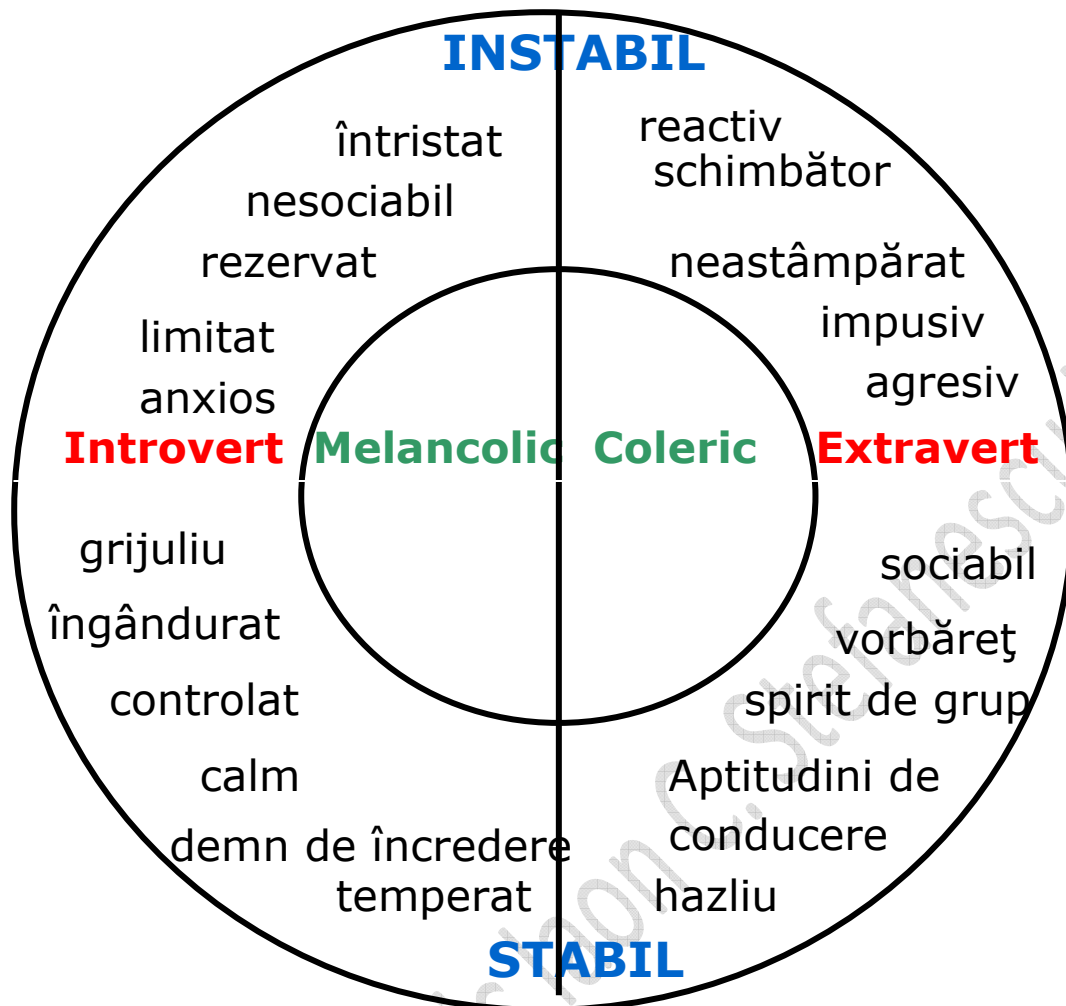 INSTABIL
întristat
nesociabil
rezervat
limitat
anxios
reactiv
schimbător
neastâmpărat
impusiv
agresiv
Introvert Melancolic Coleric Extravert
grijuliu
îngândurat
controlat
calm
demn de încredere
temperat
sociabil
vorbăreţ
spirit de grup
Aptitudini de
conducere
hazliu
STABIL
C. Stefanescu